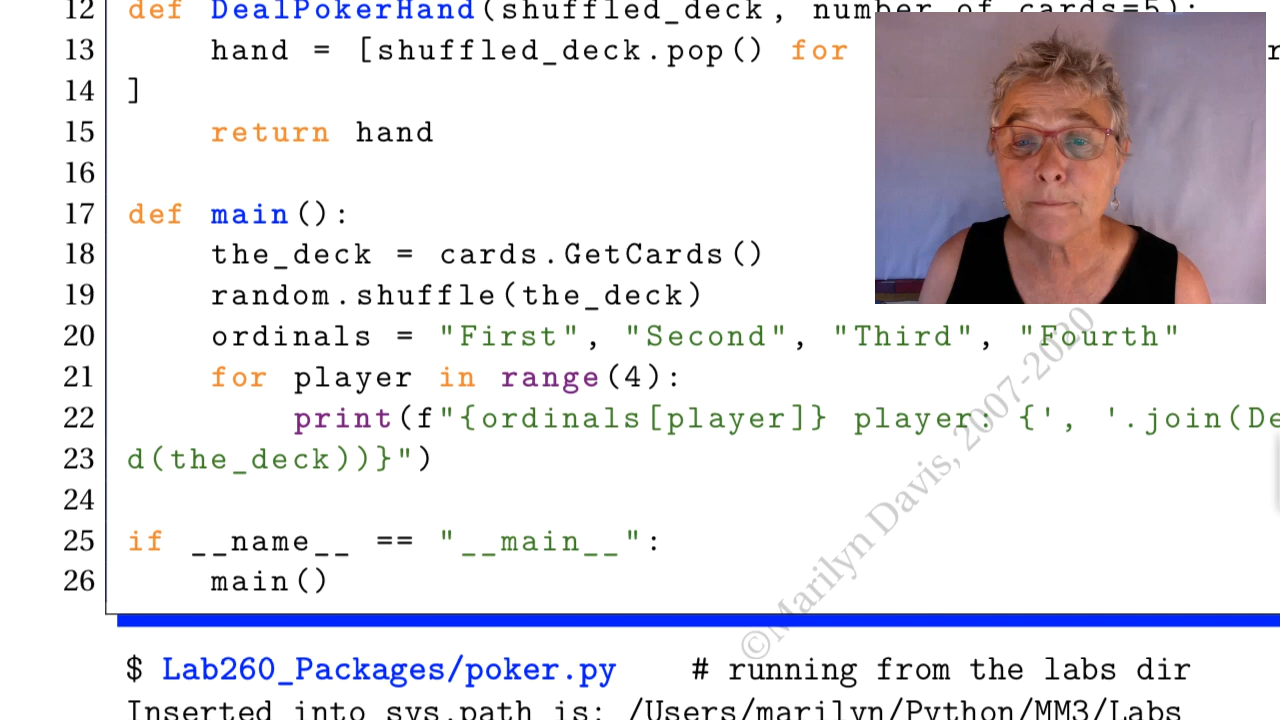 12 def DealPokerHand(shuffled_deck, number_of_cards=5):
13 hand = [shuffled_deck.pop() for
14 ]
15 return hand
16
17 def main():
18 the_deck = cards.GetCards()
19 random.shuffle(the_deck)
20 ordinals = "First", "Second", "Third", "Fourth"
21 for player in range(4):
22 print(f"{ordinals[player]} player: {', '.join(De
23 d(the_deck))}")
24
25 if __name__ == "__main__":
26 main()
©Marilyn Davis, 2007-2020
$ Lab260_Packages/poker.py # running from the labs dir
Inserted into sys.path is: /Users/marilyn/Python/MM3/Labs